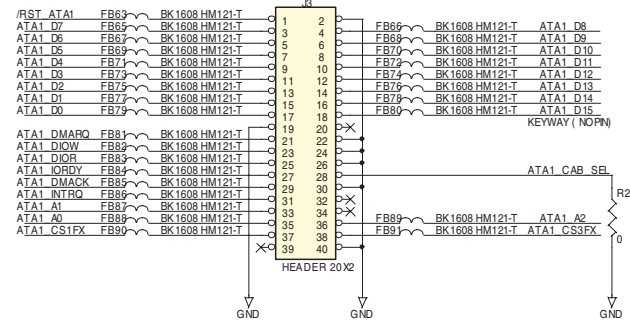 J3
/RST_ATA1 FB63 BK1608 HM121-T 1 2
ATA1_D7 FB65 BK1608 HM121-T 3 4 FB66 BK1608 HM121-T ATA1_D8
ATA1_D6 FB67 BK1608 HM121-T 5 6 FB68 BK1608 HM121-T ATA1_D9
ATA1_D5 FB69 BK1608 HM121-T 7 8 FB70 BK1608 HM121-T ATA1_D10
ATA1_D4 FB71 BK1608 HM121-T 9 10 FB72 BK1608 HM121-T ATA1_D11
ATA1_D3 FB73 BK1608 HM121-T 11 12 FB74 BK1608 HM121-T ATA1_D12
ATA1_D2 FB75 BK1608 HM121-T 13 14 FB76 BK1608 HM121-T ATA1_D13
ATA1_D1 FB77 BK1608 HM121-T 15 16 FB78 BK1608 HM121-T ATA1_D14
ATA1_D0 FB79 BK1608 HM121-T 17 18 FB80 BK1608 HM121-T ATA1_D15
19 20 KEYWAY ( NOPIN)
ATA1_DMARQ FB81 BK1608 HM121-T 21 22
ATA1_DIOW FB82 BK1608 HM121-T 23 24
ATA1_DIOR FB83 BK1608 HM121-T 25 26
ATA1_IORDY FB84 BK1608 HM121-T 27 28 ATA1_CAB_SEL
ATA1_DMACK FB85 BK1608 HM121-T 29 30
ATA1_INTRQ FB86 BK1608 HM121-T 31 32 R2
ATA1_A1 FB87 BK1608 HM121-T 33 34
ATA1_A0 FB88 BK1608 HM121-T 35 36 FB89 BK1608 HM121-T ATA1_A2
ATA1_CS1FX FB90 BK1608 HM121-T 37 38 FB91 BK1608 HM121-T ATA1_CS3FX 0
39 40
HEADER 20X2
GND GND GND